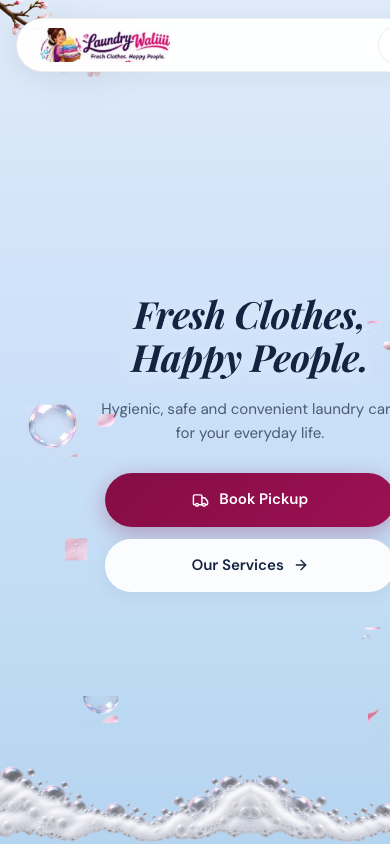 LaundryWaliiii
Fresh Clothes. Happy People.
Fresh Clothes,
Happy People.
Hygienic, safe and convenient laundry car
for your everyday life.
Book Pickup
Our Services →